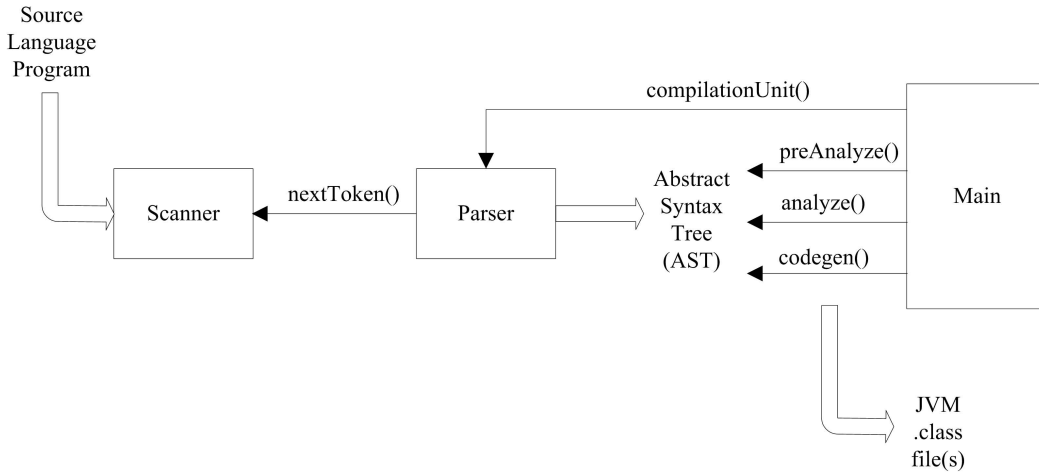 Source
Language
Program
compilationUnit()
preAnalyze()
Abstract
Syntax
Tree
(AST)
analyze()
Main
nextToken()
Scanner
Parser
codegen()
JVM
.class
file(s)